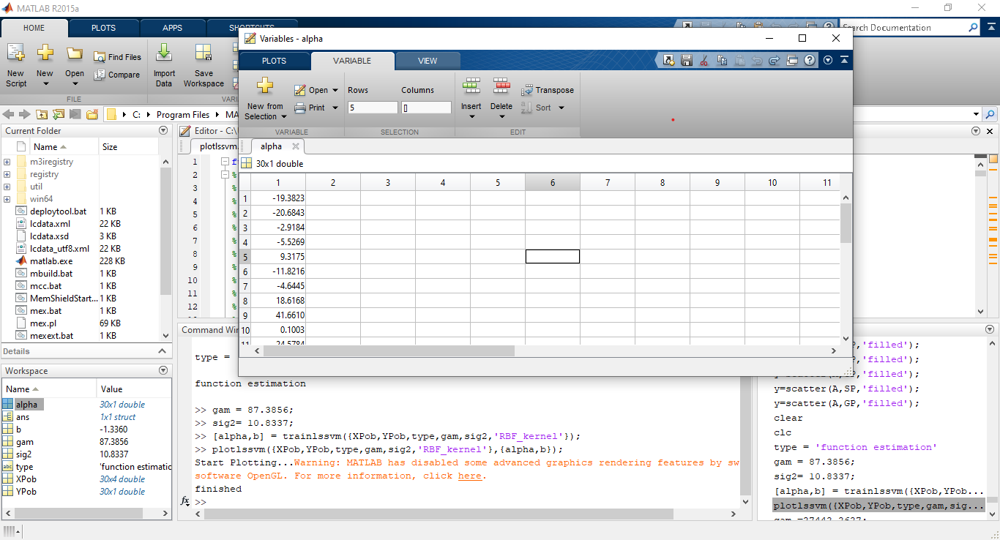 MATLAB R2015a
HOME PLOTS APPS SHORTCUTS Search Documentation
New Script New Open Find Files Compare Import Data Save Workspace
FILE VARI
C: Program Files MA
Current Folder
Name Size
m3iregistry
registry
util
win64
deploytool.bat 1 KB
lcdata.xml 22 KB
lcdata.xsd 3 KB
lcdata_utf8.xml 22 KB
matlab.exe 228 KB
mbuild.bat 1 KB
mcc.bat 1 KB
MemShieldStart... 1 KB
mex.bat 1 KB
mex.pl 69 KB
mexext.bat 1 KB
Details
Workspace
Name Value
alpha 30x1 double
ans 1x1 struct
b -1.3360
gam 87.3856
sig2 10.8337
type 'function estimatic
XPob 30x4 double
YPob 30x1 double
Editor - C:\
plotlssvm.
1 f
2 %
3 %
4 %
5 %
6 %
7 %
8 %
9 %
10 %
11 %
12 %
Variables - alpha
PLOTS VARIABLE VIEW
New from Selection Open Print Rows Columns Insert Delete Transpose Sort
5 []
VARIABLE SELECTION EDIT
alpha
30x1 double
1 2 3 4 5 6 7 8 9 10 11
1 -19.3823
2 -20.6843
3 -2.9184
4 -5.5269
5 9.3175
6 -11.8216
7 -4.6445
8 18.6168
9 41.6610
10 0.1003
11 24.5784
Command Wi
type =
function estimation
>> gam = 87.3856;
>> sig2= 10.8337;
>> [alpha,b] = trainlssvm({XPob,YPob,type,gam,sig2,'RBF_kernel'});
>> plotlssvm({XPob,YPob,type,gam,sig2,'RBF_kernel'},{alpha,b});
Start Plotting...Warning: MATLAB has disabled some advanced graphics rendering features by sw
software OpenGL. For more information, click here.
finished
fx >>
P,'filled');
P,'filled');
y=scatter(A,GP,'filled');
y=scatter(A,SP,'filled');
y=scatter(A,GP,'filled');
clear
clc
type = 'function estimation'
gam = 87.3856;
sig2= 10.8337;
[alpha,b] = trainlssvm({XPob,YPob...
plotlssvm({XPob,YPob,type,gam,sig...
gam =27442.2637;